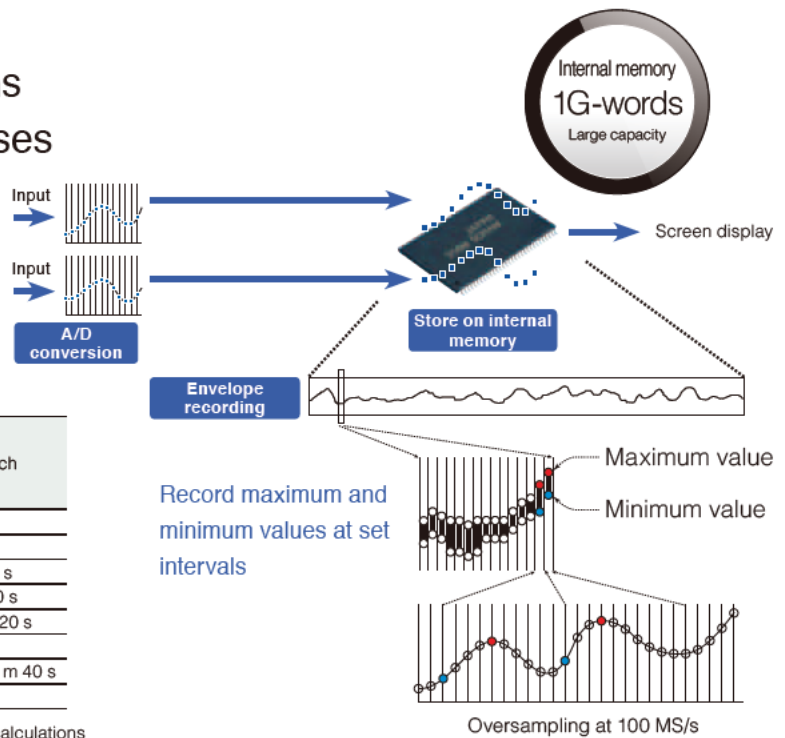 ns
ses
Internal memory
1G-words
Large capacity
Input
Input
Screen display
A/D
conversion
Store on internal
memory
Envelope
recording
ch
s
0 s
20 s
m 40 s
alculations
Record maximum and
minimum values at set
intervals
Maximum value
Minimum value
Oversampling at 100 MS/s